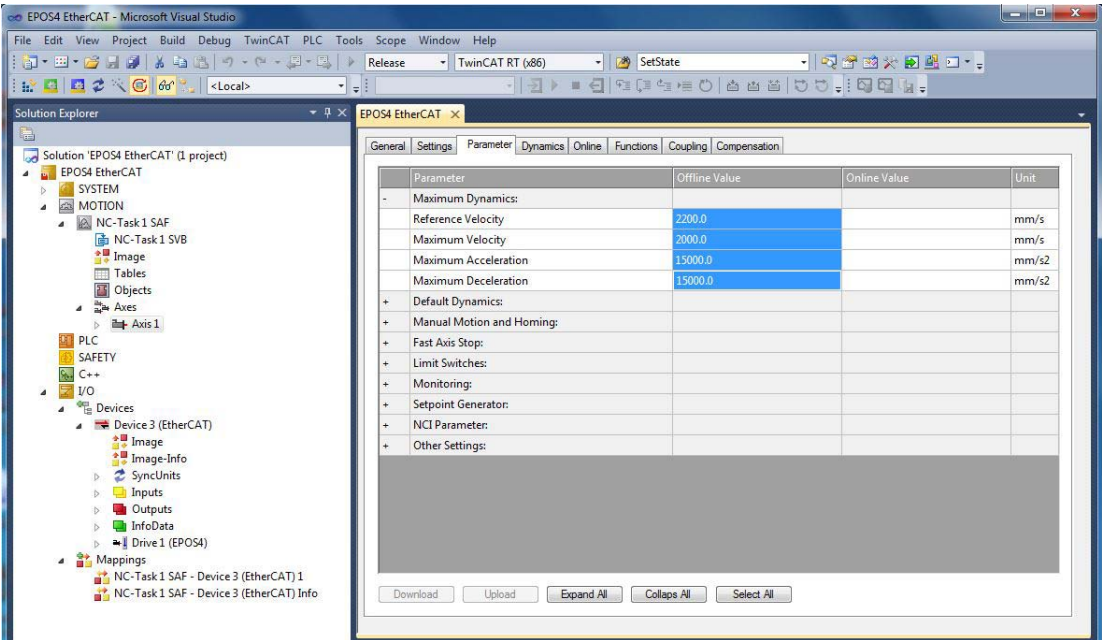 EPOS4 EtherCAT - Microsoft Visual Studio
File Edit View Project Build Debug TwinCAT PLC Tools Scope Window Help
Release TwinCAT RT (x86) SetState
<Local>
Solution Explorer
EPOS4 EtherCAT
Solution 'EPOS4 EtherCAT' (1 project)
EPOS4 EtherCAT
SYSTEM
MOTION
NC-Task 1 SAF
NC-Task 1 SVB
Image
Tables
Objects
Axes
Axis 1
PLC
SAFETY
C++
I/O
Devices
Device 3 (EtherCAT)
Image
Image-Info
SyncUnits
Inputs
Outputs
InfoData
Drive 1 (EPOS4)
Mappings
NC-Task 1 SAF - Device 3 (EtherCAT) 1
NC-Task 1 SAF - Device 3 (EtherCAT) Info
General Settings Parameter Dynamics Online Functions Coupling Compensation
Parameter Offline Value Online Value Unit
- Maximum Dynamics:
Reference Velocity 2200.0 mm/s
Maximum Velocity 2000.0 mm/s
Maximum Acceleration 15000.0 mm/s2
Maximum Deceleration 15000.0 mm/s2
+ Default Dynamics:
+ Manual Motion and Homing:
+ Fast Axis Stop:
+ Limit Switches:
+ Monitoring:
+ Setpoint Generator:
+ NCI Parameter:
+ Other Settings:
Download Upload Expand All Collaps All Select All